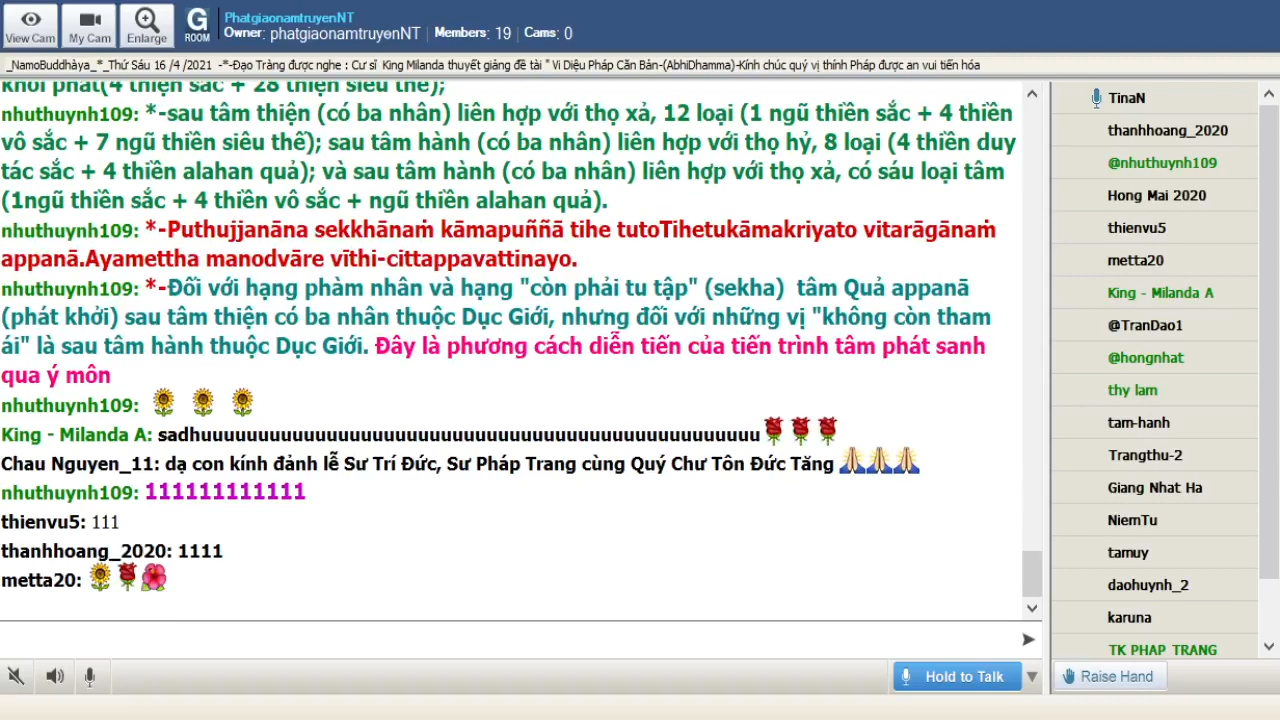 View Cam
My Cam
Enlarge
G
ROOM
PhatgiaonamtruyenNT
Owner: phatgiaonamtruyenNT | Members: 19 | Cams: 0
_NamoBuddhàya_*_Thứ Sáu 16 /4 /2021 -*-Đạo Tràng được nghe : Cư sĩ King Milanda thuyết giảng đề tài " Vi Diệu Pháp Căn Bản-(AbhiDhamma)-Kính chúc quý vị thính Pháp được an vui tiến hóa
khởi phát(4 thiện sắc + 28 thiện siêu thế);
nhuthuynh109: *-sau tâm thiện (có ba nhân) liên hợp với thọ xả, 12 loại (1 ngũ thiền sắc + 4 thiền
vô sắc + 7 ngũ thiền siêu thế); sau tâm hành (có ba nhân) liên hợp với thọ hỷ, 8 loại (4 thiền duy
tác sắc + 4 thiền alahan quả); và sau tâm hành (có ba nhân) liên hợp với thọ xả, có sáu loại tâm
(1ngũ thiền sắc + 4 thiền vô sắc + ngũ thiền alahan quả).
nhuthuynh109: *-Puthujjanāna sekkhānaṁ kāmapuññā tihe tutoTihetukāmakriyato vitarāgānaṁ
appanā.Ayamettha manodvāre vīthi-cittappavattinayo.
nhuthuynh109: *-Đối với hạng phàm nhân và hạng "còn phải tu tập" (sekha) tâm Quả appanā
(phát khởi) sau tâm thiện có ba nhân thuộc Dục Giới, nhưng đối với những vị "không còn tham
ái" là sau tâm hành thuộc Dục Giới. Đây là phương cách diễn tiến của tiến trình tâm phát sanh
qua ý môn
nhuthuynh109:
King - Milanda A: sadhuuuuuuuuuuuuuuuuuuuuuuuuuuuuuuuuuuuuuuuuuuuuuuuuu
Chau Nguyen_11: dạ con kính đảnh lễ Sư Trí Đức, Sư Pháp Trang cùng Quý Chư Tôn Đức Tăng
nhuthuynh109: 111111111111
thienvu5: 111
thanhhoang_2020: 1111
metta20:
Hold to Talk
TinaN
thanhhoang_2020
@nhuthuynh109
Hong Mai 2020
thienvu5
metta20
King - Milanda A
@TranDao1
@hongnhat
thy lam
tam-hanh
Trangthu-2
Giang Nhat Ha
NiemTu
tamuy
daohuynh_2
karuna
TK PHAP TRANG
Raise Hand